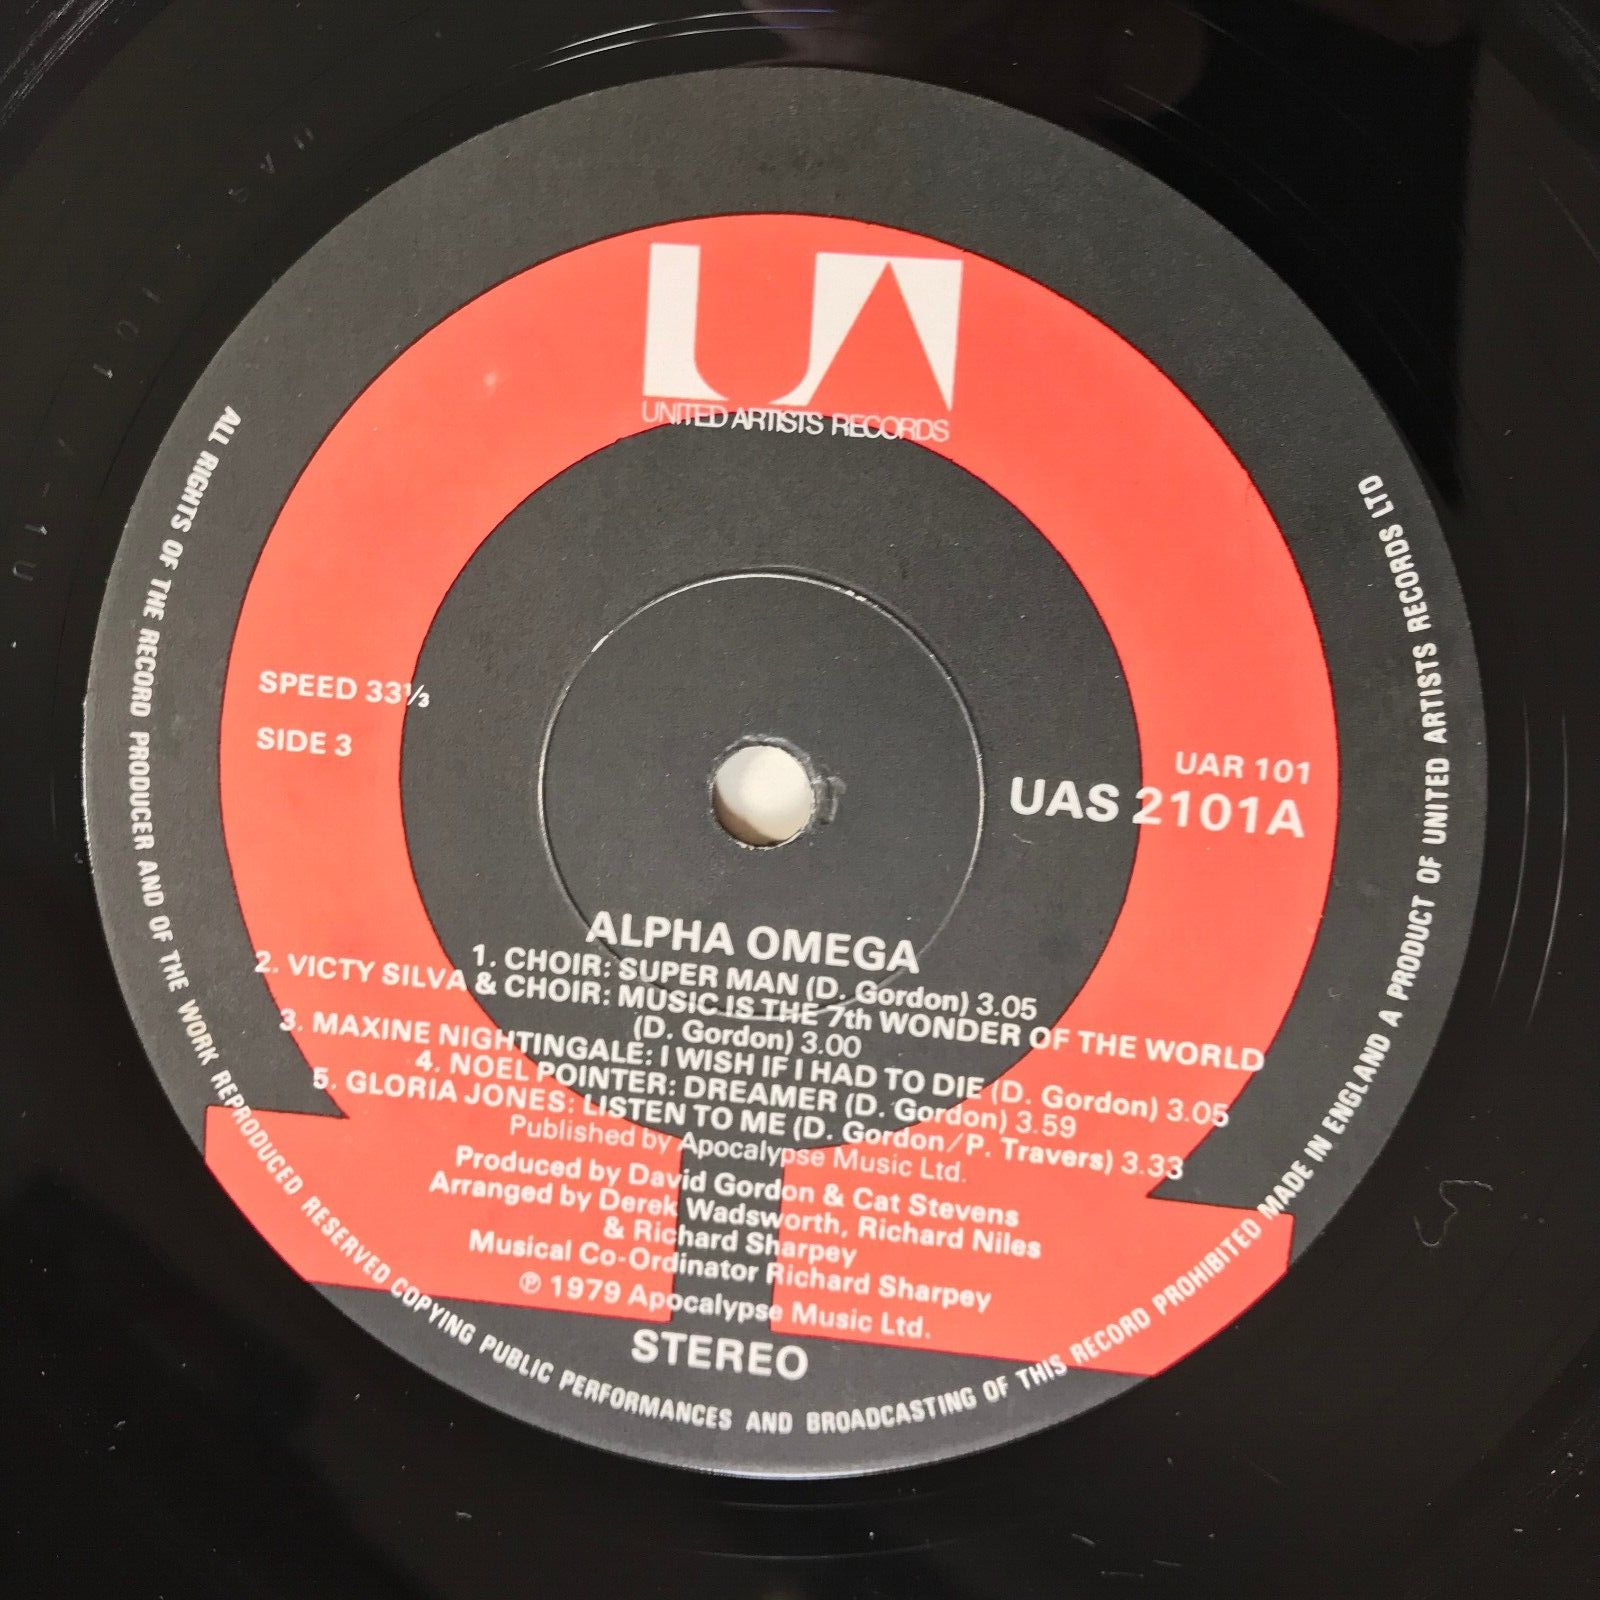 UA
UNITED ARTISTS RECORDS
SPEED 33⅓
SIDE 3
UAR 101
UAS 2101A
ALPHA OMEGA
1. CHOIR: SUPER MAN (D. Gordon) 3.05
2. VICTY SILVA & CHOIR: MUSIC IS THE 7th WONDER OF THE WORLD
(D. Gordon) 3.00
3. MAXINE NIGHTINGALE: I WISH IF I HAD TO DIE (D. Gordon) 3.05
4. NOEL POINTER: DREAMER (D. Gordon) 3.59
5. GLORIA JONES: LISTEN TO ME (D. Gordon/P. Travers) 3.33
Published by Apocalypse Music Ltd.
Produced by David Gordon & Cat Stevens
Arranged by Derek Wadsworth, Richard Niles
& Richard Sharpey
Musical Co-Ordinator Richard Sharpey
℗ 1979 Apocalypse Music Ltd.
STEREO
ALL RIGHTS OF THE RECORD PRODUCER AND OF THE WORK REPRODUCED RESERVED COPYING PUBLIC PERFORMANCES AND BROADCASTING OF THIS RECORD PROHIBITED MADE IN ENGLAND A PRODUCT OF UNITED ARTISTS RECORDS LTD